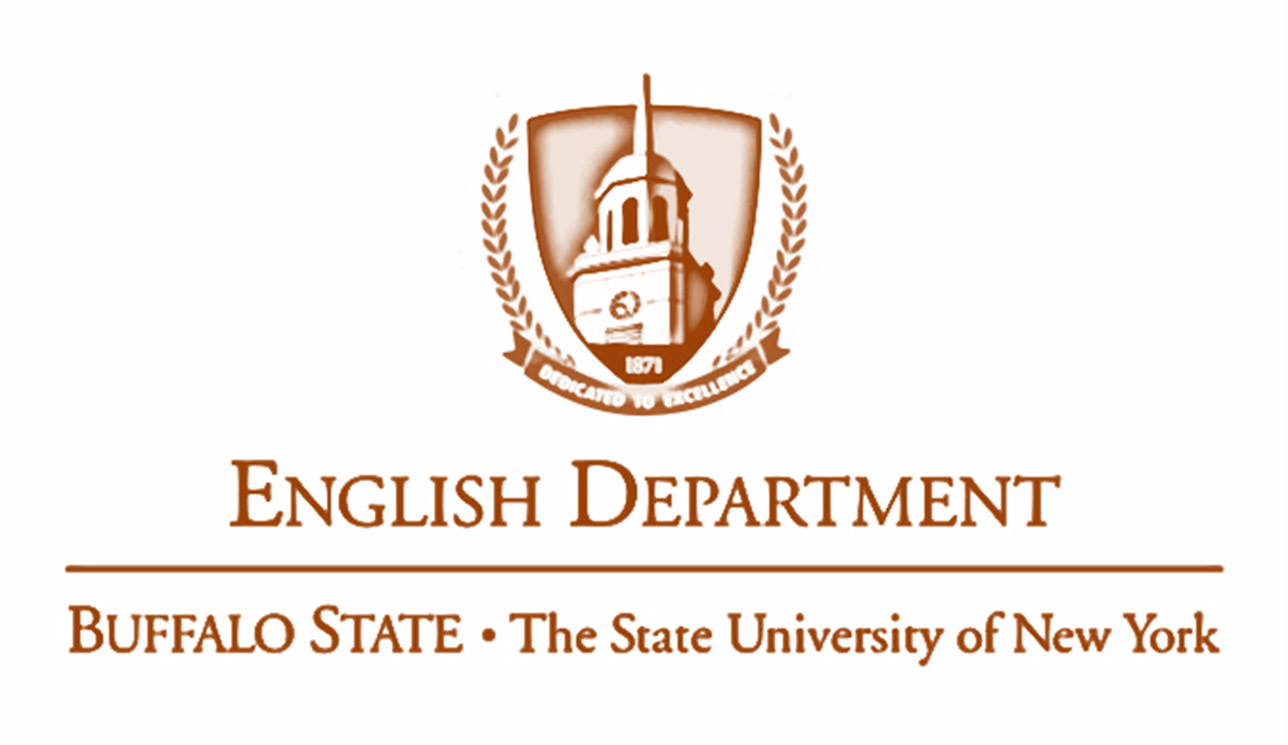 1871
DEDICATED TO EXCELLENCE
ENGLISH DEPARTMENT
BUFFALO STATE • The State University of New York